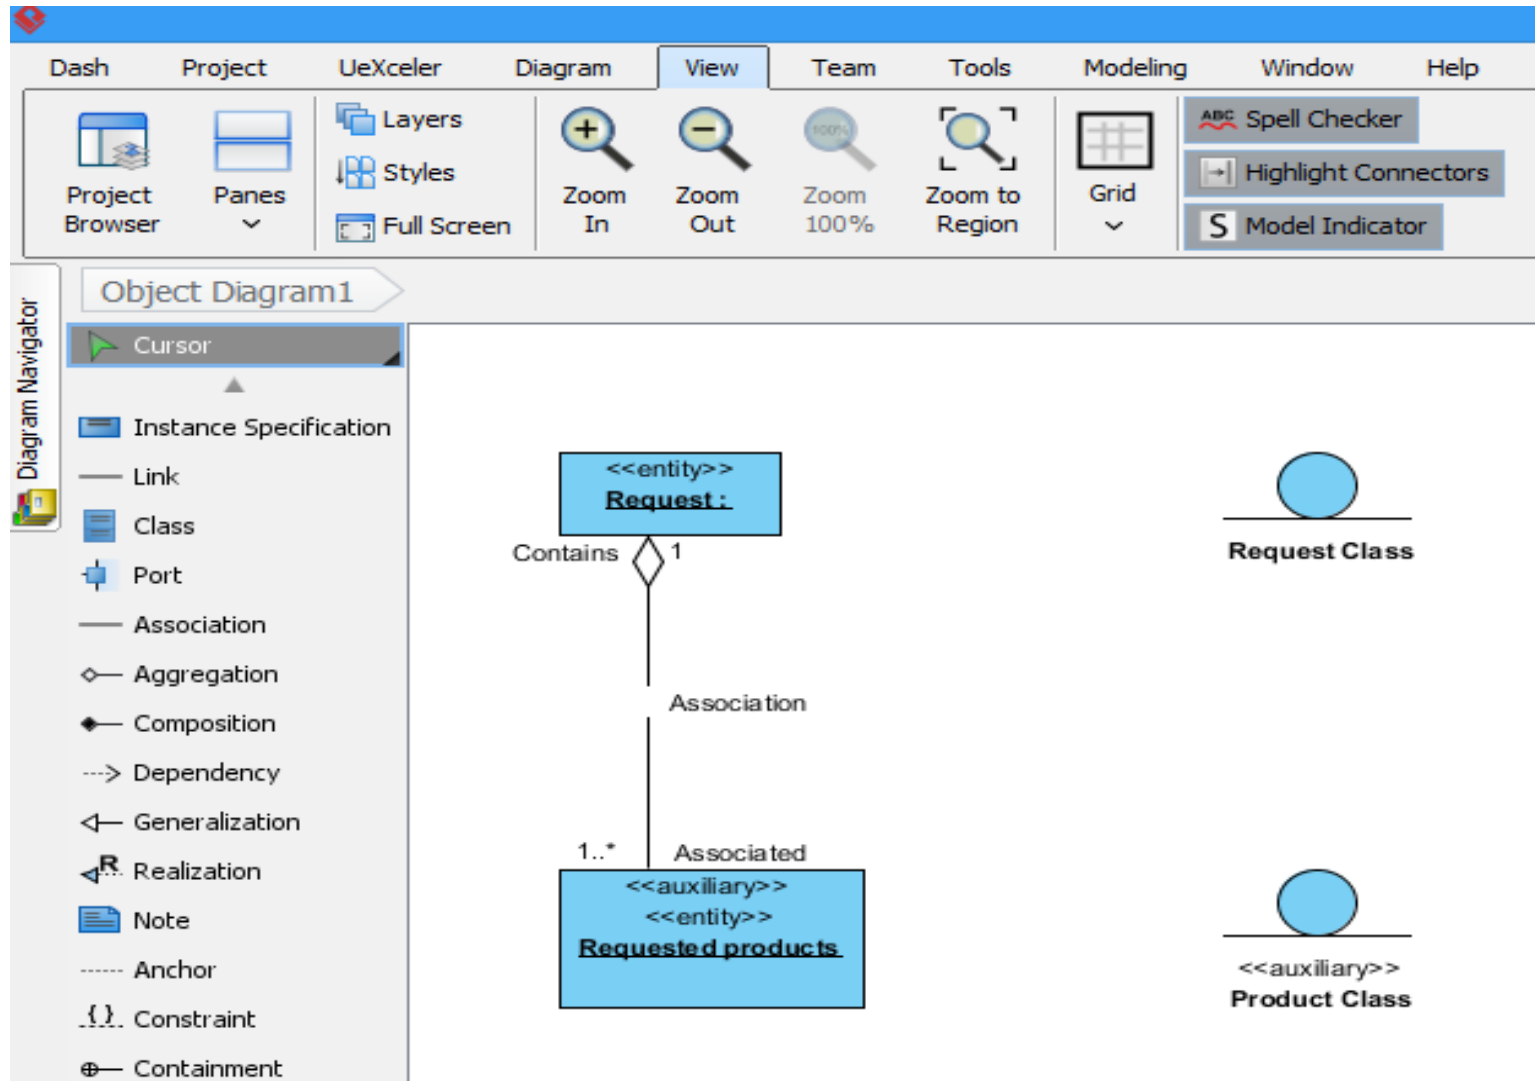 Dash Project UeXceler Diagram View Team Tools Modeling Window Help
Project
Browser
Panes
Layers
Styles
Full Screen
Zoom
In
Zoom
Out
100%
Zoom
100%
Zoom to
Region
Grid
ABC Spell Checker
Highlight Connectors
S Model Indicator
Diagram Navigator
Object Diagram1
Cursor
Instance Specification
Link
Class
Port
Association
Aggregation
Composition
Dependency
Generalization
R Realization
Note
Anchor
{ } Constraint
Containment
<<entity>>
Request :
Contains 1
Association
1..* Associated
<<auxiliary>>
<<entity>>
Requested products
Request Class
<<auxiliary>>
Product Class